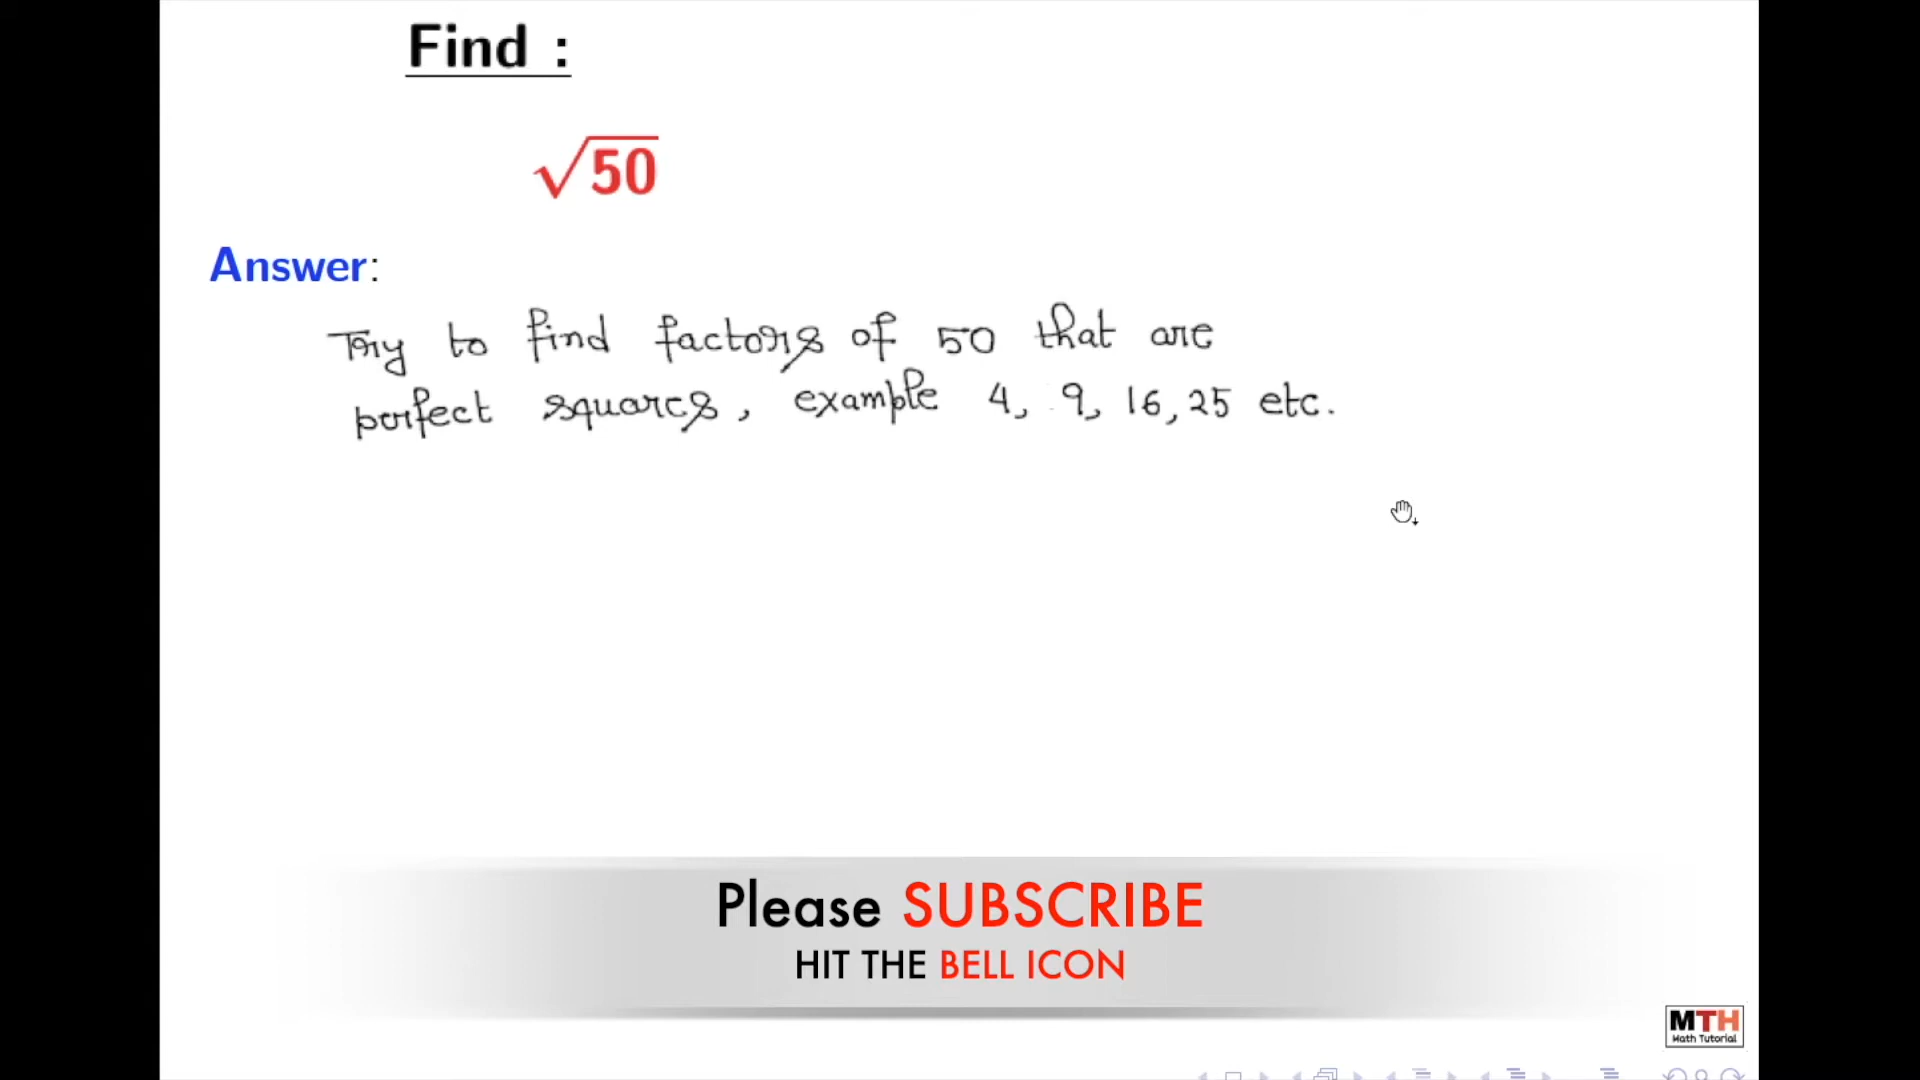 Find :
√50
Answer:
Try to find factors of 50 that are
perfect squares, example 4, 9, 16, 25 etc.
Please SUBSCRIBE
HIT THE BELL ICON
MTH
Math Tutorial